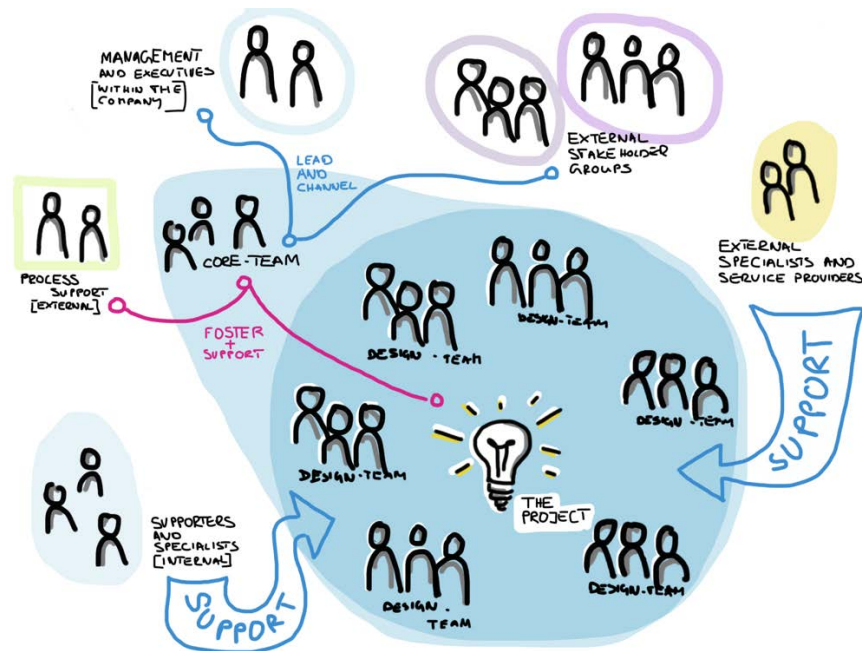 MANAGEMENT
AND EXECUTIVES
[WITHIN THE
COMPANY]
LEAD
AND
CHANNEL
EXTERNAL
STAKEHOLDER
GROUPS
EXTERNAL
SPECIALISTS AND
SERVICE PROVIDERS
CORE-TEAM
PROCESS
SUPPORT
[EXTERNAL]
FOSTER
+
SUPPORT
DESIGN-TEAM
DESIGN-TEAM
DESIGN-TEAM
DESIGN-TEAM
SUPPORT
THE
PROJECT
SUPPORTERS
AND
SPECIALISTS
[INTERNAL]
SUPPORT
DESIGN-
TEAM
DESIGN-TEAM